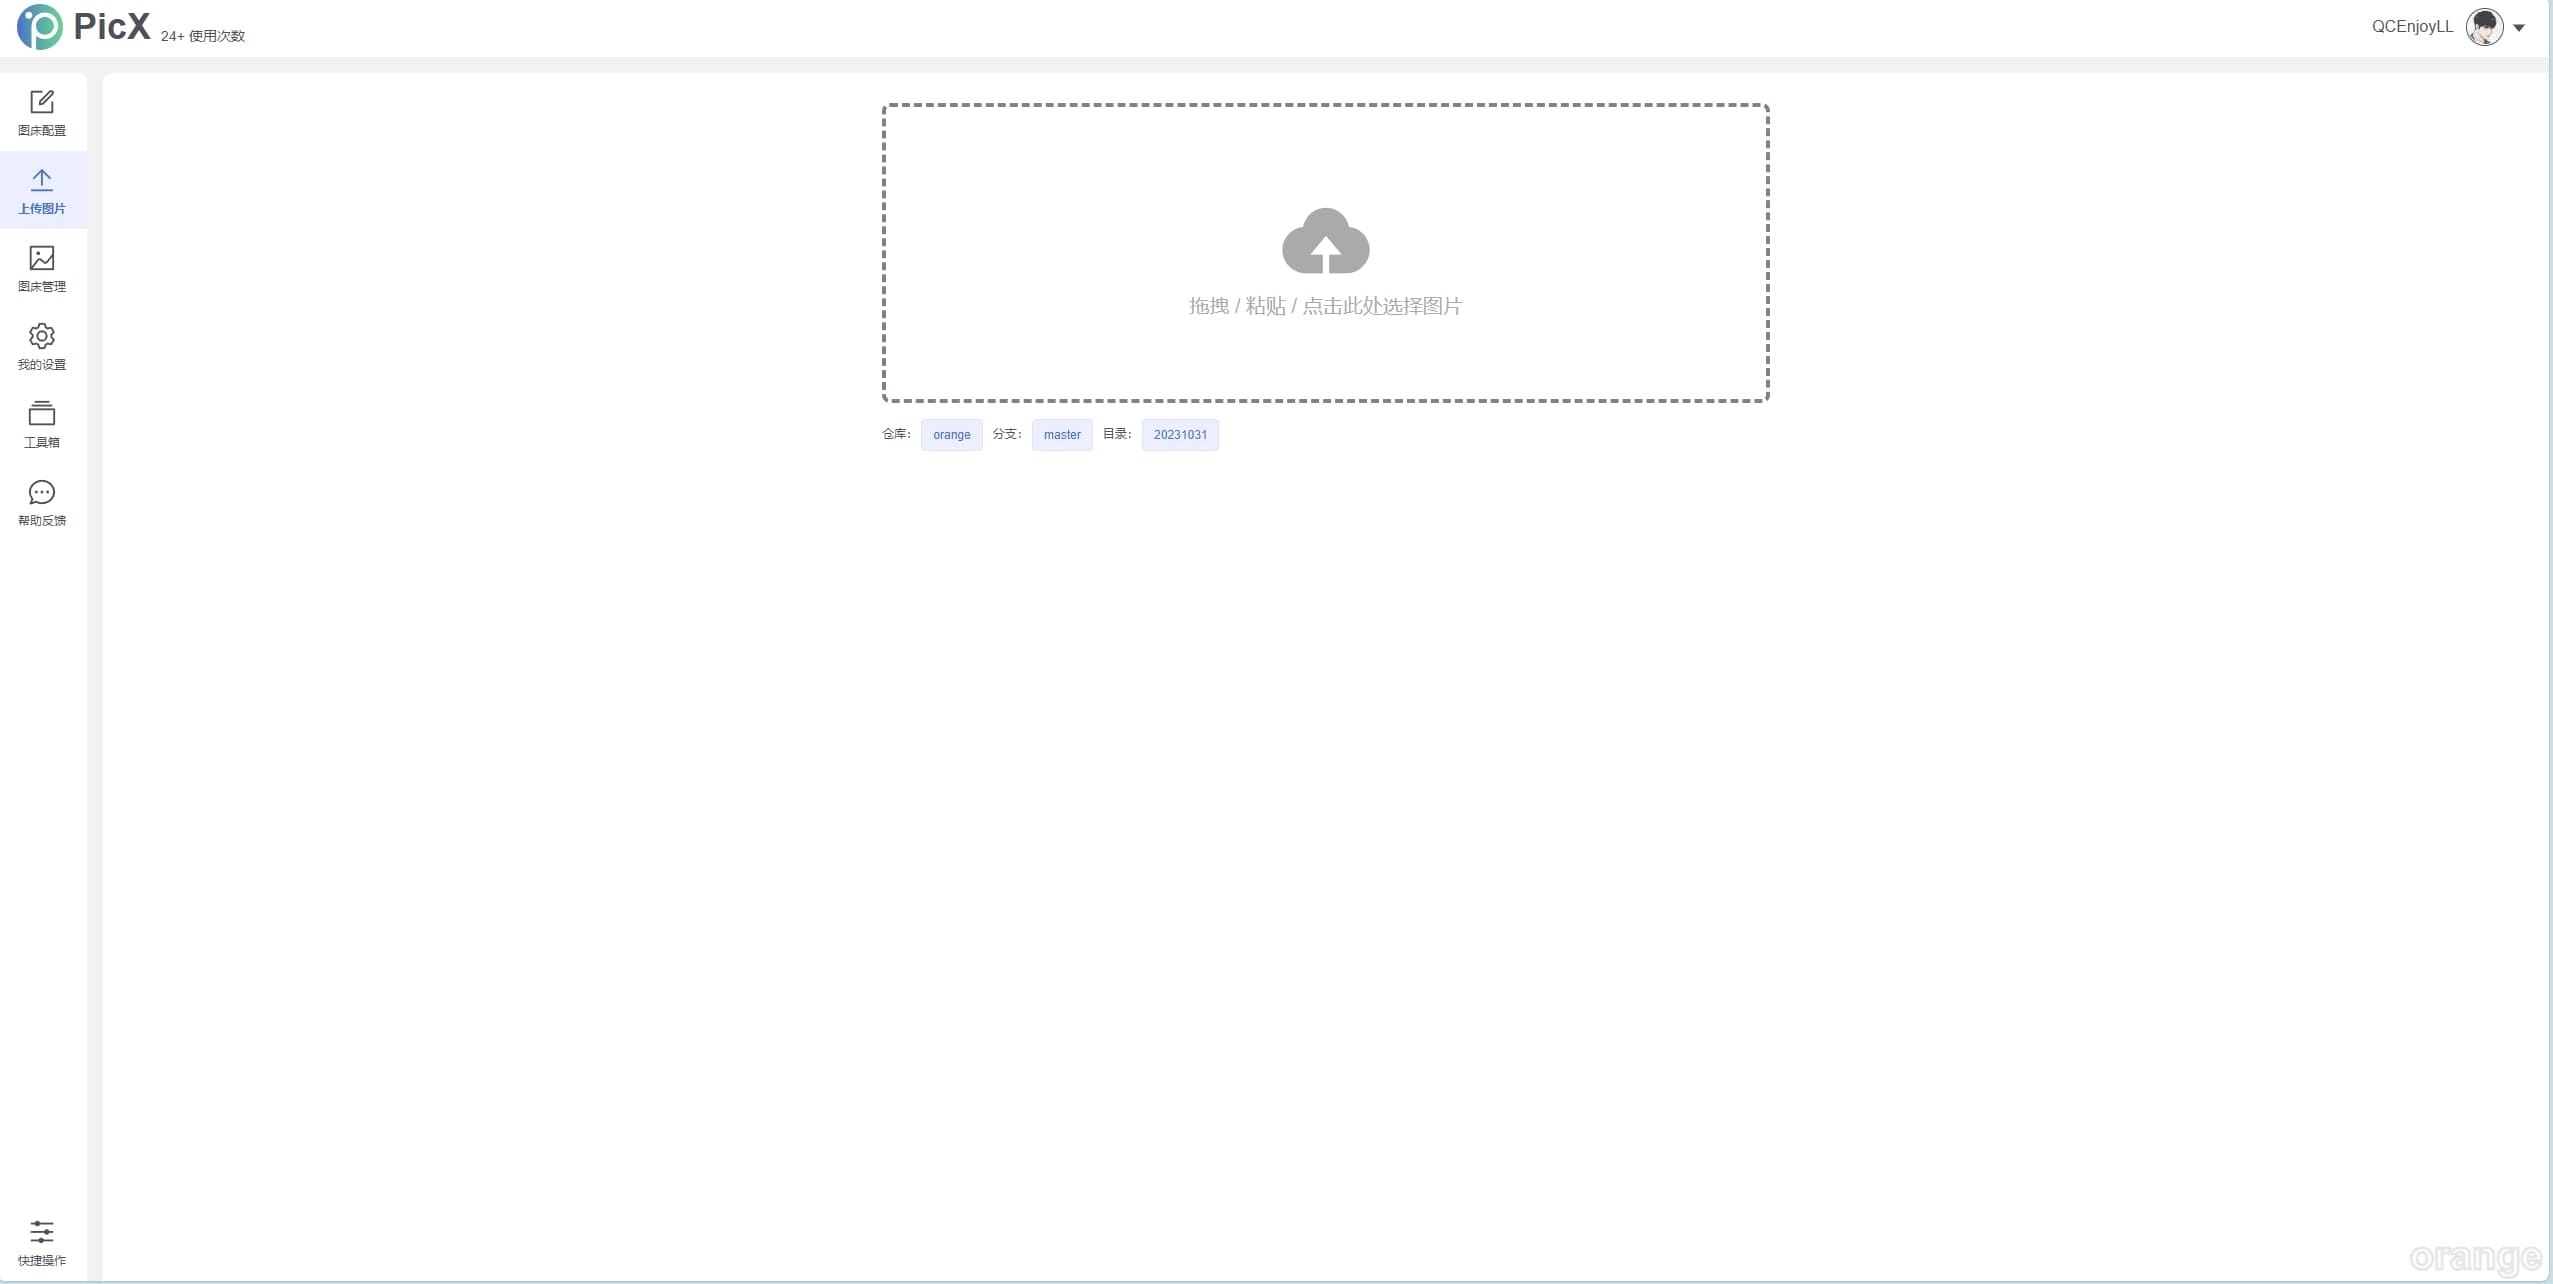 PicX 24+ 使用次数
QCEnjoyLL
图床配置
上传图片
图床管理
我的设置
工具箱
帮助反馈
快捷操作
拖拽 / 粘贴 / 点击此处选择图片
仓库: orange 分支: master 目录: 20231031
orange